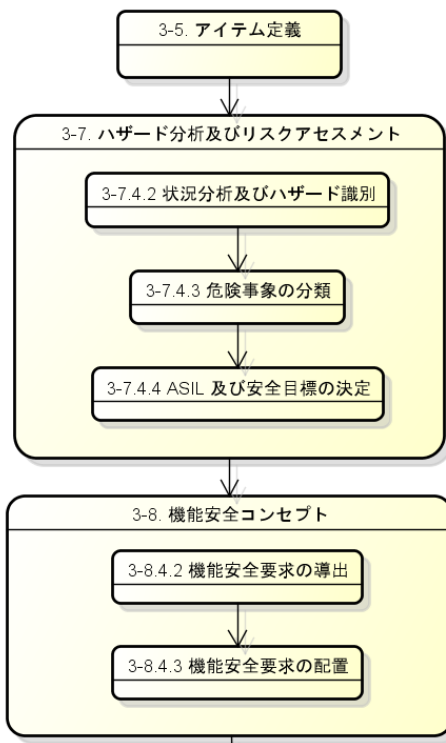 3-5. アイテム定義
3-7. ハザード分析及びリスクアセスメント
3-7.4.2 状況分析及びハザード識別
3-7.4.3 危険事象の分類
3-7.4.4 ASIL 及び安全目標の決定
3-8. 機能安全コンセプト
3-8.4.2 機能安全要求の導出
3-8.4.3 機能安全要求の配置